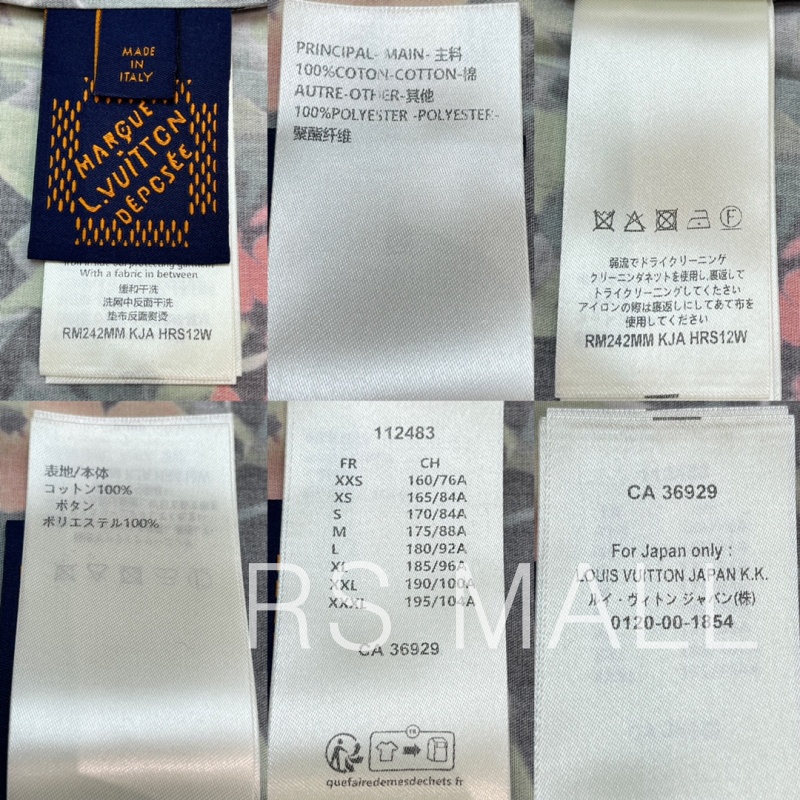 MADE
IN
ITALY
MARQUE
L.VUITTON
DEPOSÉE
With a fabric in between
缓和干洗
洗网中反面干洗
垫布反面熨烫
RM242MM KJA HRS12W
PRINCIPAL- MAIN-主料
100%COTON-COTTON-棉
AUTRE-OTHER-其他
100%POLYESTER -POLYESTER-
聚酯纤维
F
弱流でドライクリーニング
クリーニングネットを使用し,裏返して
トライクリーニングしてください
アイロンの際は裏返しにしてあて布を
使用してください
RM242MM KJA HRS12W
表地/本体
コットン100%
ボタン
ポリエステル100%
112483
FR CH
XXS 160/76A
XS 165/84A
S 170/84A
M 175/88A
L 180/92A
XL 185/96A
XXL 190/100A
XXXL 195/104A
CA 36929
FR
quefairedemesdechets.fr
CA 36929
For Japan only :
LOUIS VUITTON JAPAN K.K.
ルイ・ヴィトン ジャパン(株)
0120-00-1854
RS MALL